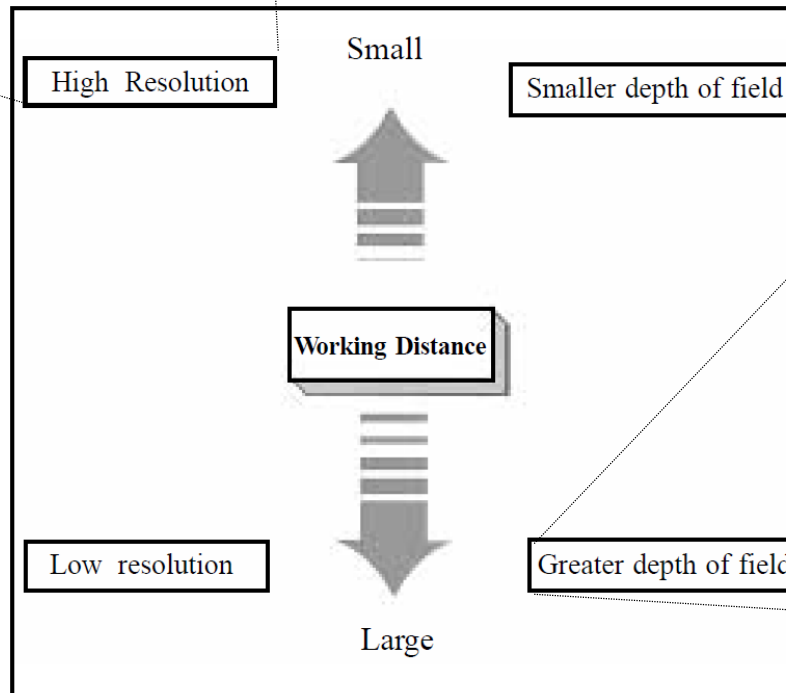 Small
High Resolution
Smaller depth of field
Working Distance
Low resolution
Greater depth of field
Large